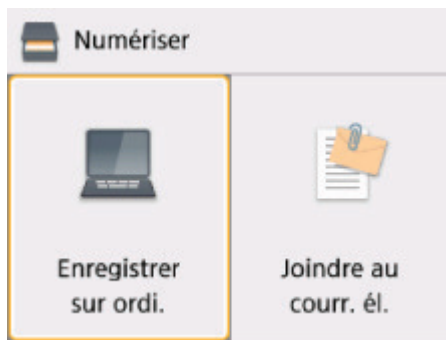 Numériser
Enregistrer
sur ordi.
Joindre au
courr. él.